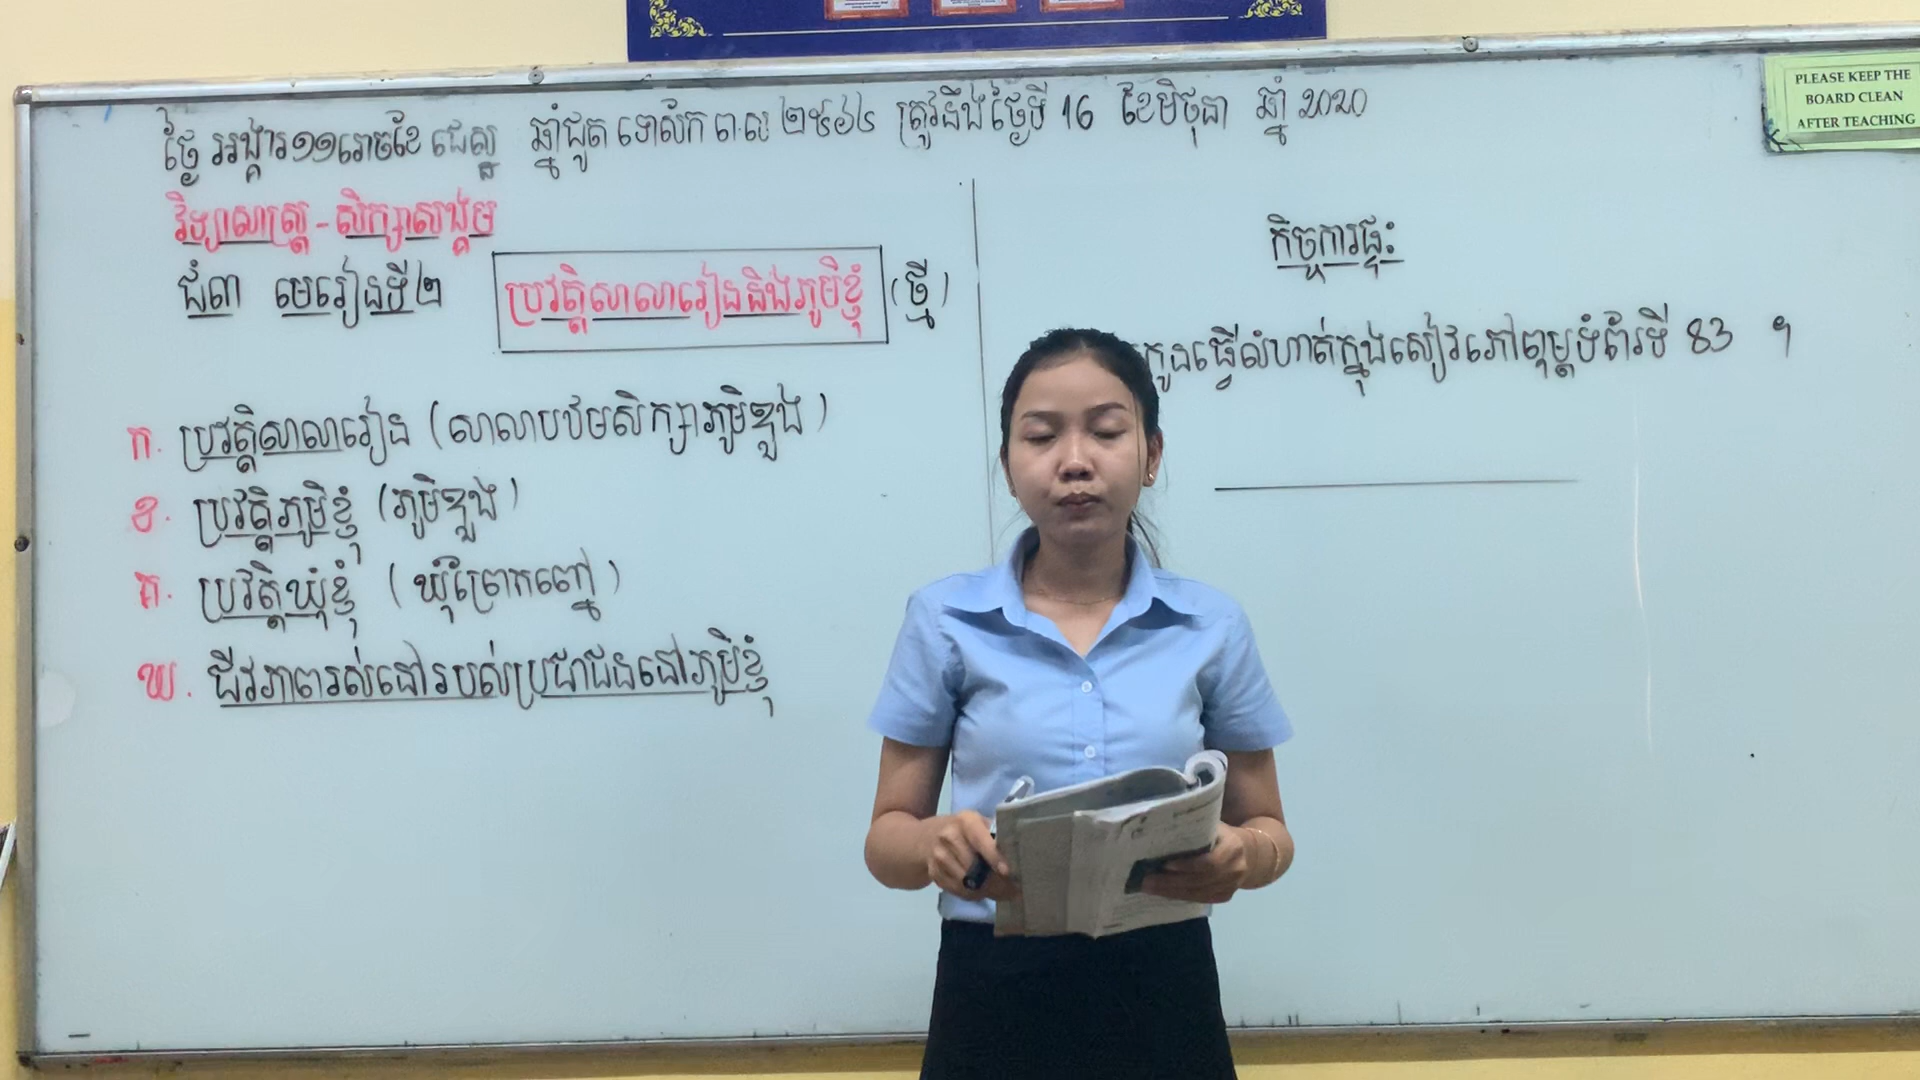 ថ្ងៃ អង្គារ ១១រោចខែ ជេស្ឋ ឆ្នាំជូត ទោស័ក ព.ស ២៥៦៤ ត្រូវនឹងថ្ងៃទី 16 ខែមិថុនា ឆ្នាំ 2020
វិទ្យាសាស្ត្រ - សិក្សាសង្គម
ជំពូក មេរៀនទី២ ប្រវត្តិសាលារៀននិងភូមិខ្ញុំ (ថ្មី)
ក. ប្រវត្តិសាលារៀន (សាលាបឋមសិក្សាភូមិខ្វួង)
ខ. ប្រវត្តិភូមិខ្ញុំ (ភូមិខ្វួង)
គ. ប្រវត្តិឃុំខ្ញុំ (ឃុំព្រែកញៅ)
ឃ. ជីវភាពរស់នៅរបស់ប្រជាជននៅភូមិខ្ញុំ
កិច្ចការផ្ទះ
កូនធ្វើលំហាត់ក្នុងសៀវភៅពុម្ពទំព័រទី 83 ។
PLEASE KEEP THE
BOARD CLEAN
AFTER TEACHING